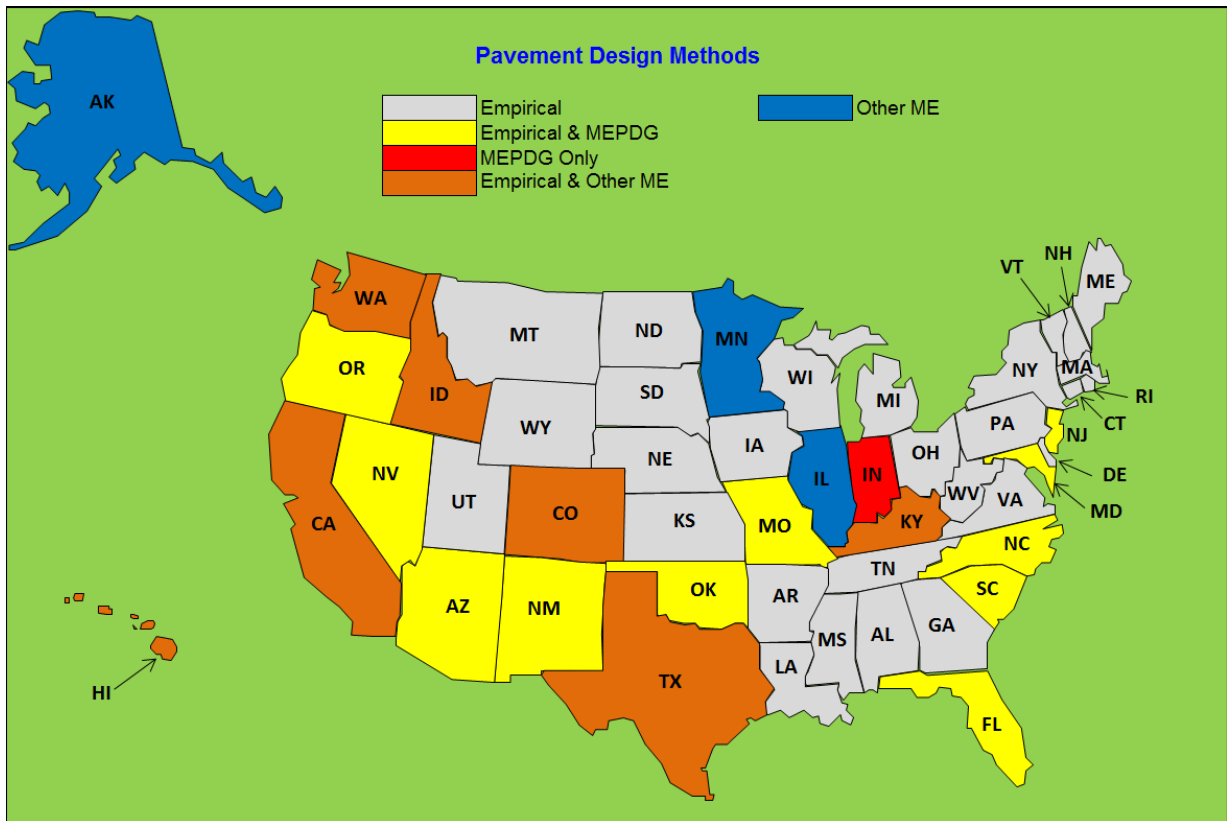 Pavement Design Methods
Empirical
Other ME
Empirical & MEPDG
MEPDG Only
Empirical & Other ME
AK
NH
VT
ME
WA
MT
ND
MN
OR
ID
SD
WI
NY
MA
MI
RI
WY
CT
PA
NJ
IA
NE
OH
DE
NV
UT
IL
IN
WV
VA
MD
CA
CO
KS
MO
KY
NC
TN
AZ
NM
OK
AR
SC
GA
MS
AL
LA
TX
HI
FL